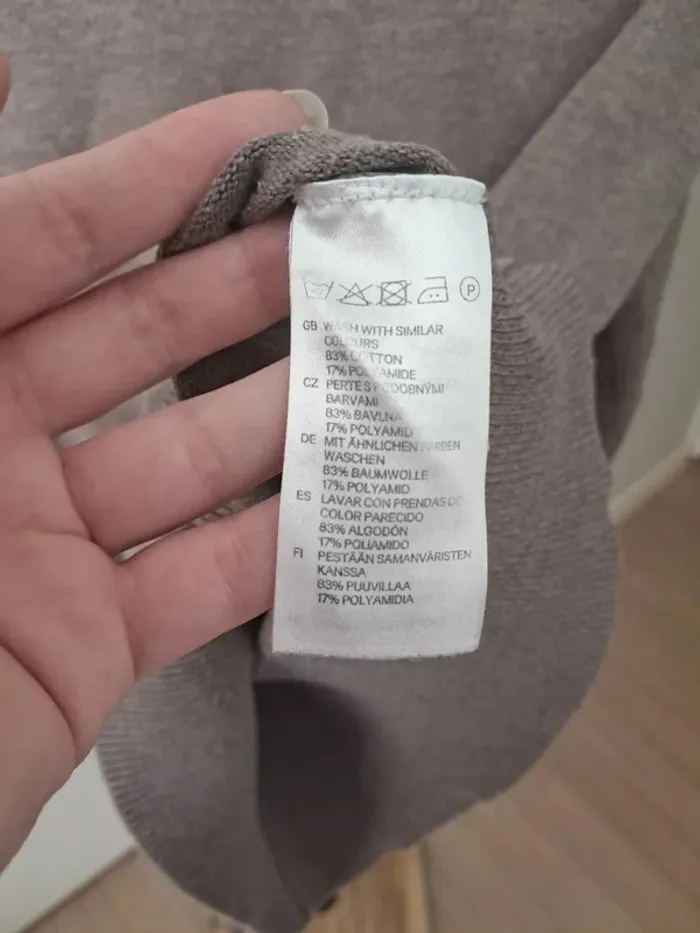 P
GB WASH WITH SIMILAR
COLOURS
83% COTTON
17% POLYAMIDE
CZ PERTE S PODOBNÝMI
BARVAMI
83% BAVLNA
17% POLYAMID
DE MIT ÄHNLICHEN FARBEN
WASCHEN
83% BAUMWOLLE
17% POLYAMID
ES LAVAR CON PRENDAS DE
COLOR PARECIDO
83% ALGODÓN
17% POLIAMIDO
FI PESTÄÄN SAMANVÄRISTEN
KANSSA
83% PUUVILLAA
17% POLYAMIDIA